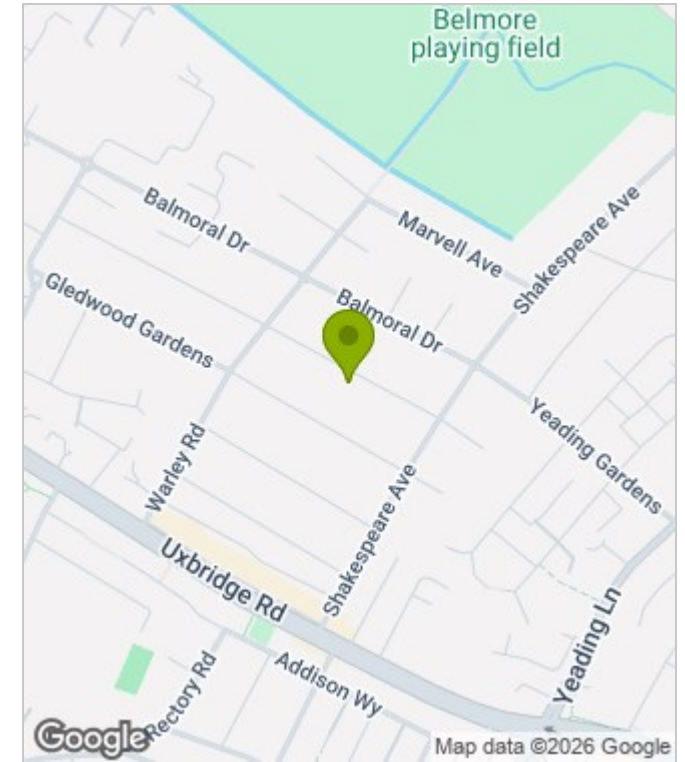 Belmore
playing field
Balmoral Dr
Marvell Ave
Shakespeare Ave
Gledwood Gardens
Balmoral Dr
Yeading Gardens
Warley Rd
Shakespeare Ave
Uxbridge Rd
Yeading Ln
Addison Wy
Rectory Rd
Google
Map data ©2026 Google